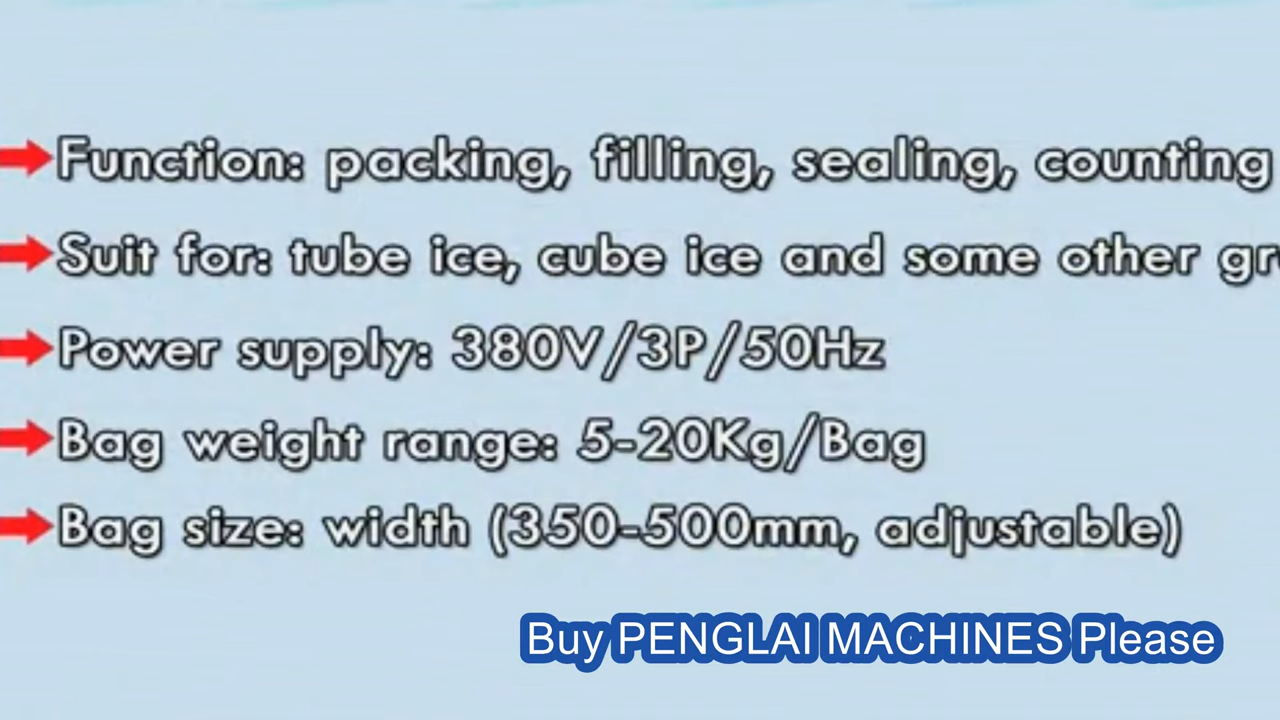 Function: packing, filling, sealing, counting
Suit for: tube ice, cube ice and some other
Power supply: 380V/3P/50Hz
Bag weight range: 5-20Kg/Bag
Bag size: width (350-500mm, adjustable)
Buy PENGLAI MACHINES Please